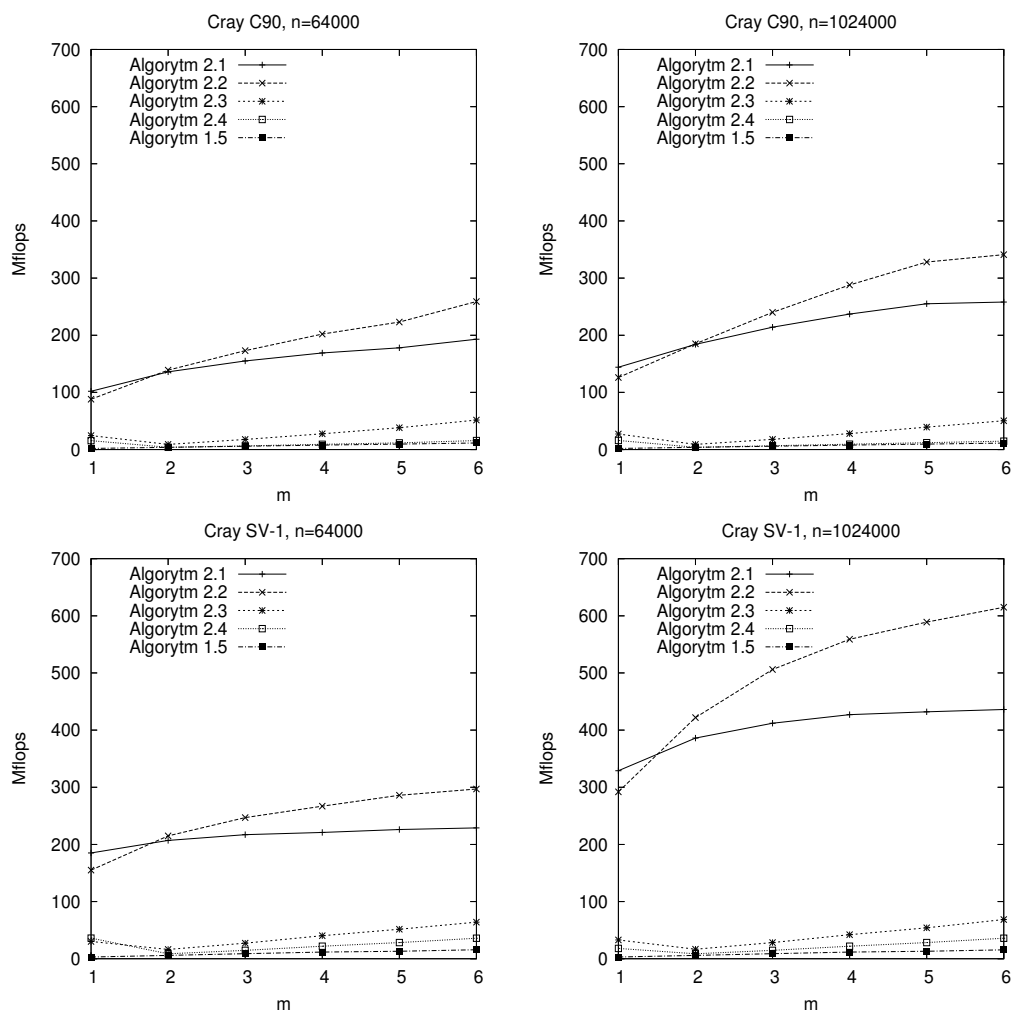 Cray C90, n=64000
700
600
500
400
300
200
100
0
Mflops
Algorytm 2.1
Algorytm 2.2
Algorytm 2.3
Algorytm 2.4
Algorytm 1.5
1 2 3 4 5 6
m
Cray C90, n=1024000
700
600
500
400
300
200
100
0
Mflops
Algorytm 2.1
Algorytm 2.2
Algorytm 2.3
Algorytm 2.4
Algorytm 1.5
1 2 3 4 5 6
m
Cray SV-1, n=64000
700
600
500
400
300
200
100
0
Mflops
Algorytm 2.1
Algorytm 2.2
Algorytm 2.3
Algorytm 2.4
Algorytm 1.5
1 2 3 4 5 6
m
Cray SV-1, n=1024000
700
600
500
400
300
200
100
0
Mflops
Algorytm 2.1
Algorytm 2.2
Algorytm 2.3
Algorytm 2.4
Algorytm 1.5
1 2 3 4 5 6
m